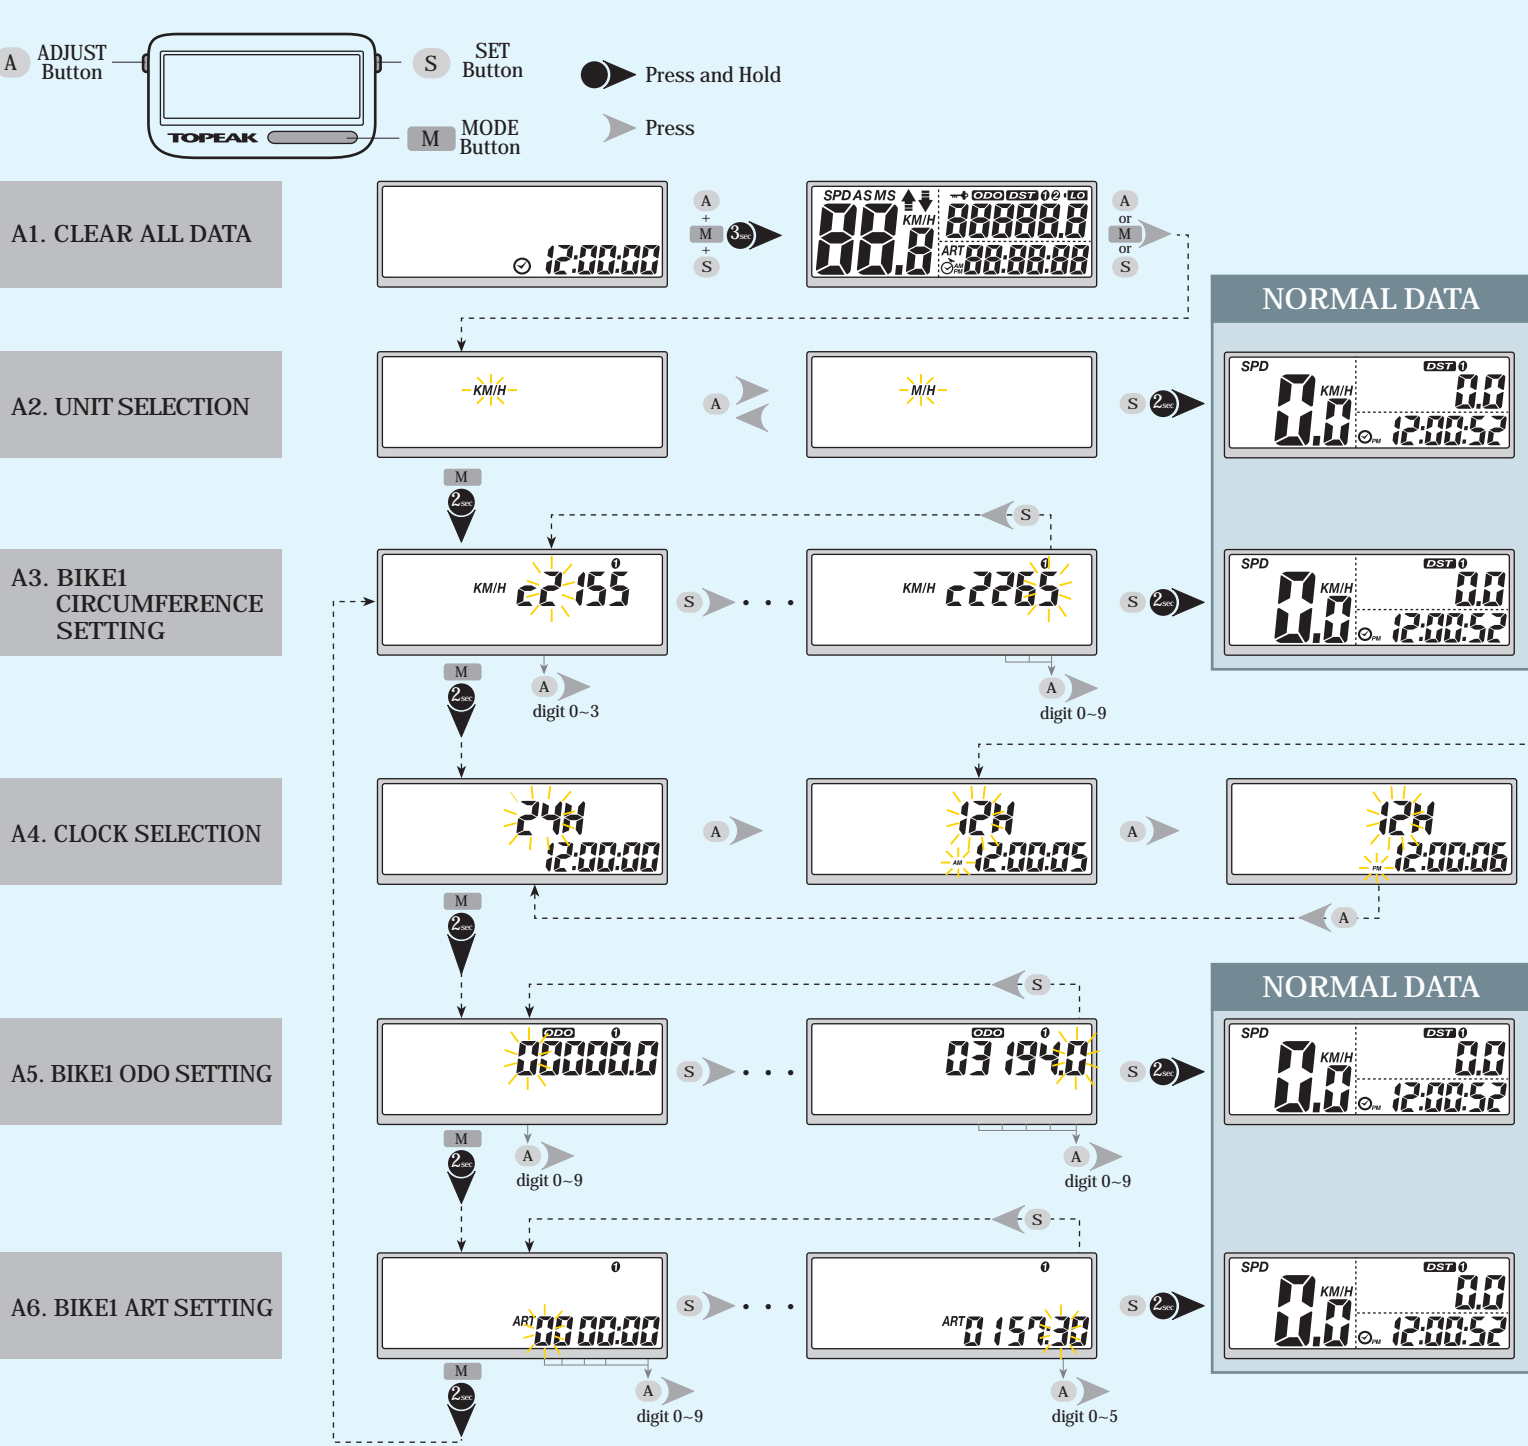 A
ADJUST
Button
S
SET
Button
Press and Hold
TOPEAK
M
MODE
Button
Press
A1. CLEAR ALL DATA
12:00:00
A
+
M
+
S
3sec
SPD AS MS
KM/H
88.8
ODO DST 1 2 LO
88888.8
ART
AM
PM
88:88:88
A
or
M
or
S
NORMAL DATA
A2. UNIT SELECTION
KM/H
A
M/H
S 2sec
SPD
0.0
KM/H
DST 1
0.0
PM 12:00:52
M
2sec
S
A3. BIKE1
CIRCUMFERENCE
SETTING
1
KM/H c2155
S
1
KM/H c2265
S 2sec
SPD
0.0
KM/H
DST 1
0.0
PM 12:00:52
M
2sec
A
digit 0~3
A
digit 0~9
A4. CLOCK SELECTION
24H
12:00:00
A
12H
AM 12:00:05
A
12H
PM 12:00:06
M
2sec
A
NORMAL DATA
S
A5. BIKE1 ODO SETTING
ODO 1
00000.0
S
ODO 1
03194.0
S 2sec
SPD
0.0
KM/H
DST 1
0.0
PM 12:00:52
M
2sec
A
digit 0~9
A
digit 0~9
S
A6. BIKE1 ART SETTING
1
ART 0000:00
S
1
ART 0157:30
S 2sec
SPD
0.0
KM/H
DST 1
0.0
PM 12:00:52
M
2sec
A
digit 0~9
A
digit 0~5